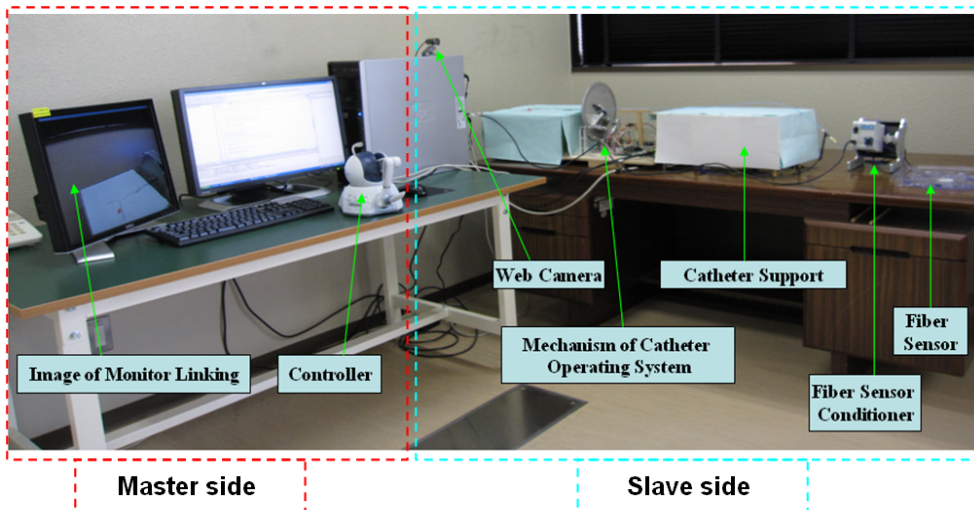 Web Camera
Catheter Support
Fiber
Sensor
Mechanism of Catheter
Operating System
Image of Monitor Linking
Controller
Fiber Sensor
Conditioner
Master side
Slave side